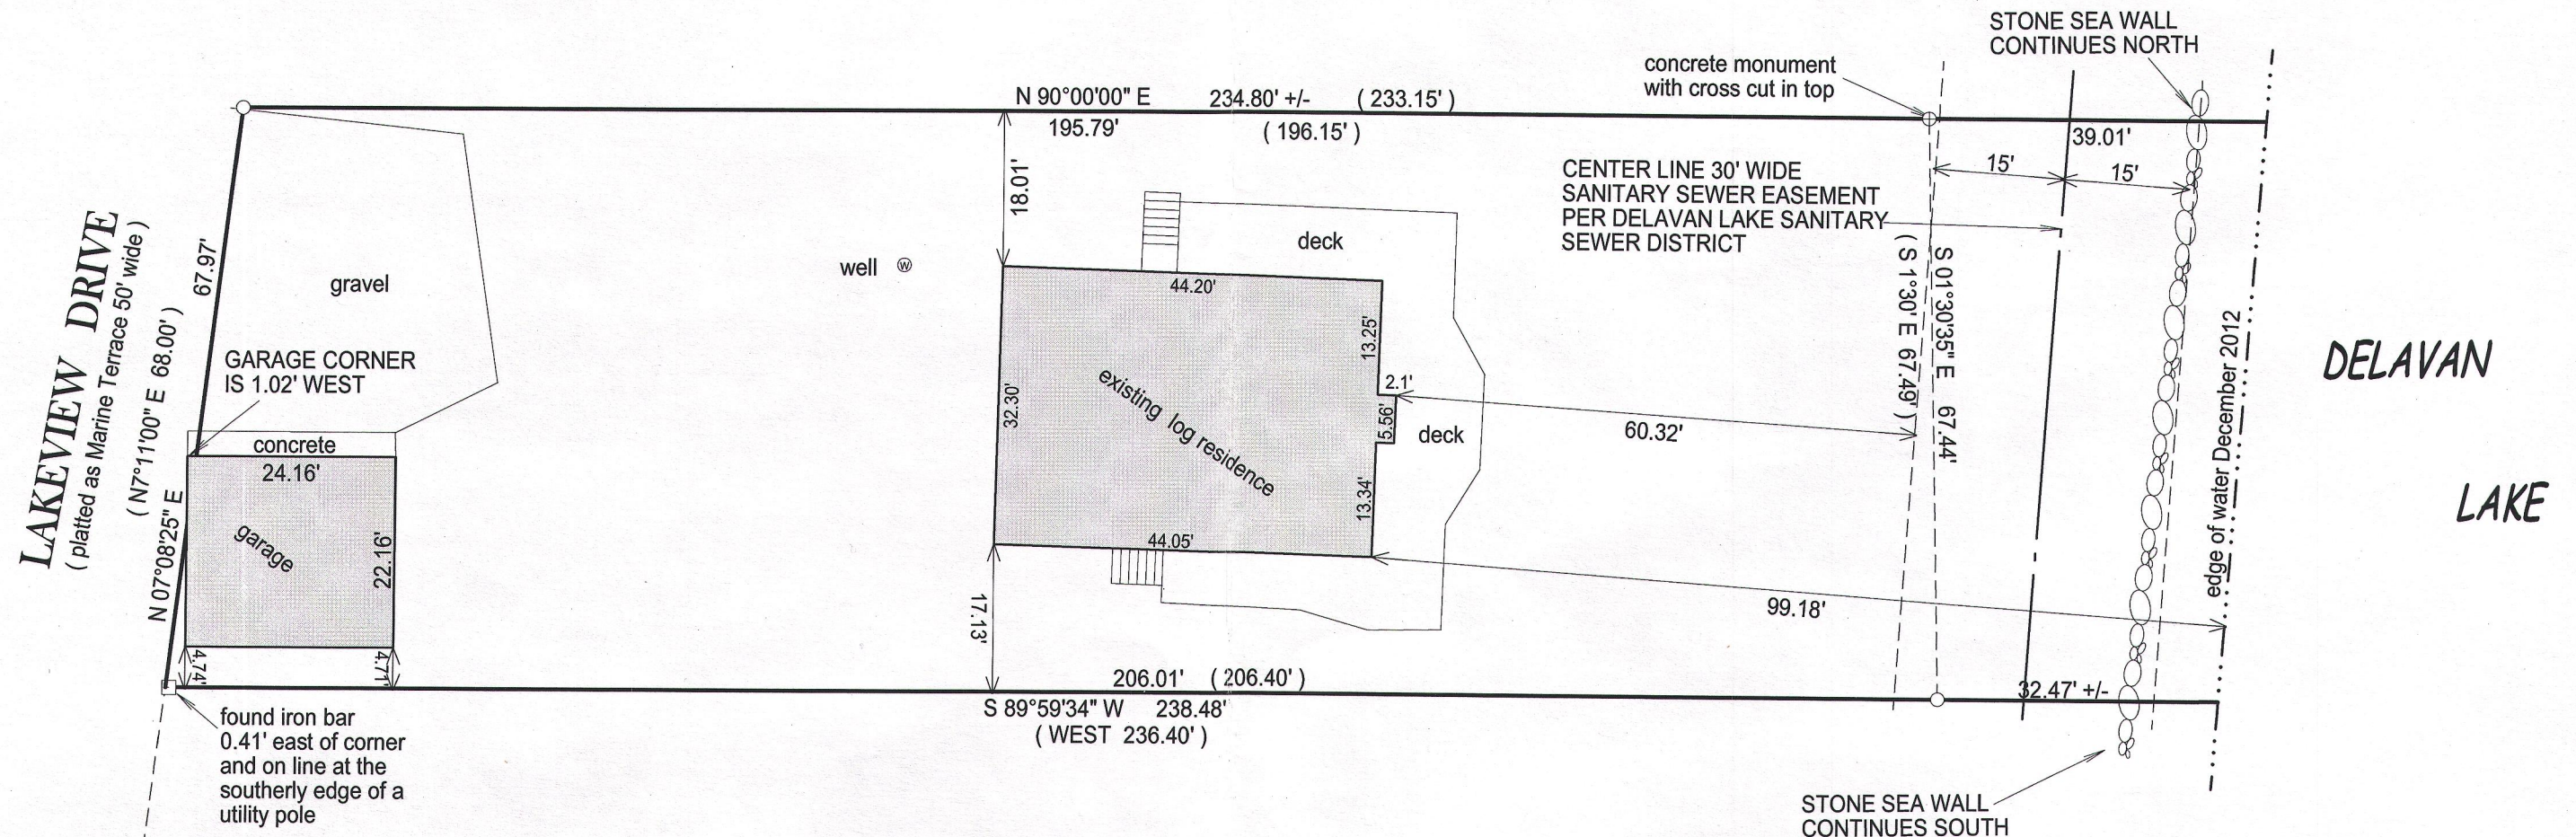 STONE SEA WALL
CONTINUES NORTH
concrete monument
with cross cut in top
N 90°00'00" E 234.80' +/- ( 233.15' )
195.79' ( 196.15' )
39.01'
15' 15'
CENTER LINE 30' WIDE
SANITARY SEWER EASEMENT
PER DELAVAN LAKE SANITARY
SEWER DISTRICT
18.01'
deck
LAKEVIEW DRIVE
( platted as Marine Terrace 50' wide )
( N7°11'00" E 68.00' )
N 07°08'25" E
67.97'
gravel
well W
44.20'
13.25'
2.1'
5.56'
13.34'
32.30'
existing log residence
44.05'
deck
60.32'
( S 1°30' E 67.49' )
S 01°30'35" E 67.44'
edge of water December 2012
DELAVAN
LAKE
GARAGE CORNER
IS 1.02' WEST
concrete
24.16'
garage
22.16'
4.74'
4.71'
17.13'
99.18'
206.01' ( 206.40' )
32.47' +/-
S 89°59'34" W 238.48'
( WEST 236.40' )
found iron bar
0.41' east of corner
and on line at the
southerly edge of a
utility pole
STONE SEA WALL
CONTINUES SOUTH